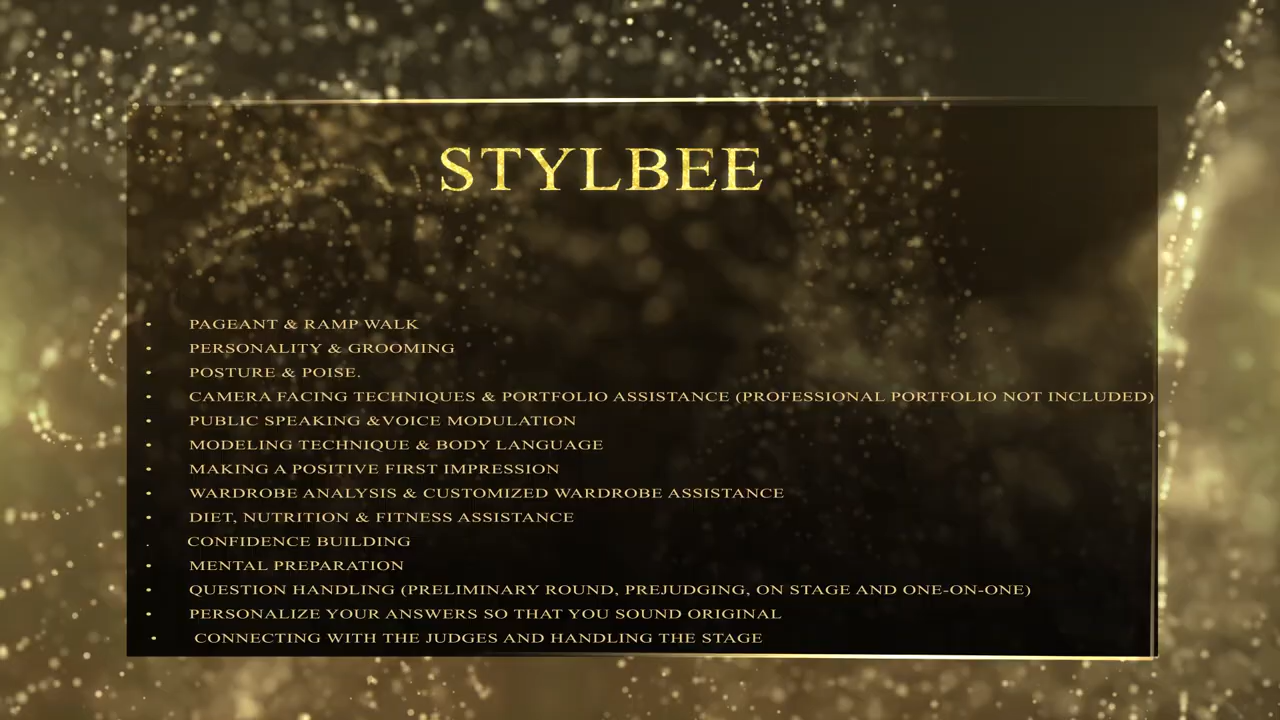 STYLBEE
• PAGEANT & RAMP WALK
• PERSONALITY & GROOMING
• POSTURE & POISE.
• CAMERA FACING TECHNIQUES & PORTFOLIO ASSISTANCE (PROFESSIONAL PORTFOLIO NOT INCLUDED)
• PUBLIC SPEAKING &VOICE MODULATION
• MODELING TECHNIQUE & BODY LANGUAGE
• MAKING A POSITIVE FIRST IMPRESSION
• WARDROBE ANALYSIS & CUSTOMIZED WARDROBE ASSISTANCE
• DIET, NUTRITION & FITNESS ASSISTANCE
. CONFIDENCE BUILDING
• MENTAL PREPARATION
• QUESTION HANDLING (PRELIMINARY ROUND, PREJUDGING, ON STAGE AND ONE-ON-ONE)
• PERSONALIZE YOUR ANSWERS SO THAT YOU SOUND ORIGINAL
• CONNECTING WITH THE JUDGES AND HANDLING THE STAGE